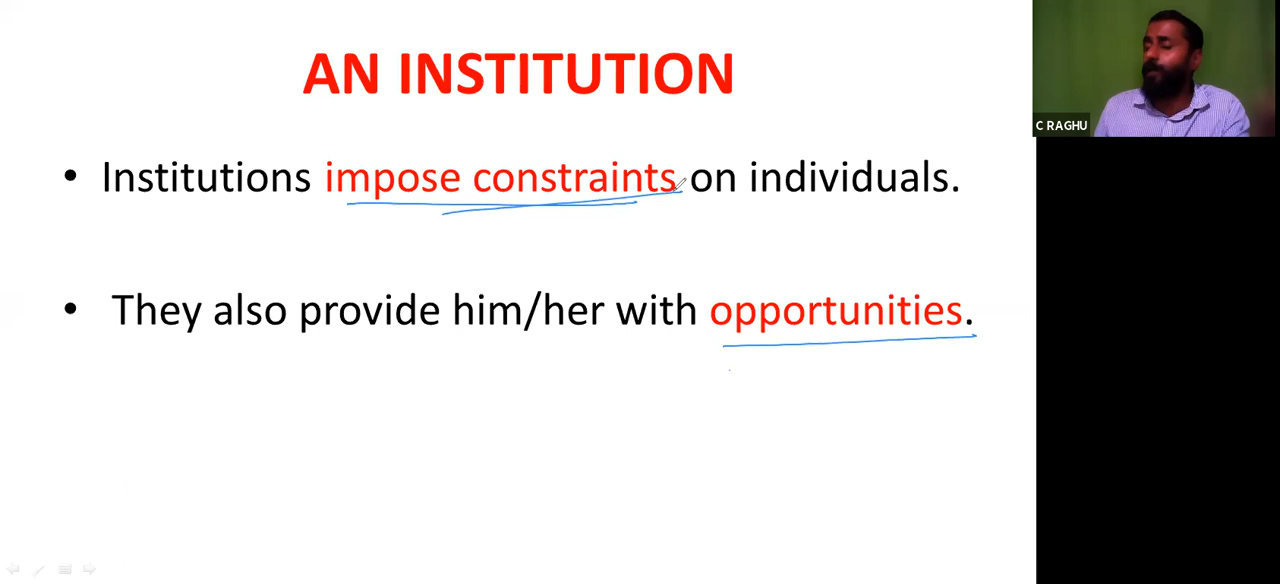 AN INSTITUTION
C RAGHU
• Institutions impose constraints on individuals.
• They also provide him/her with opportunities.